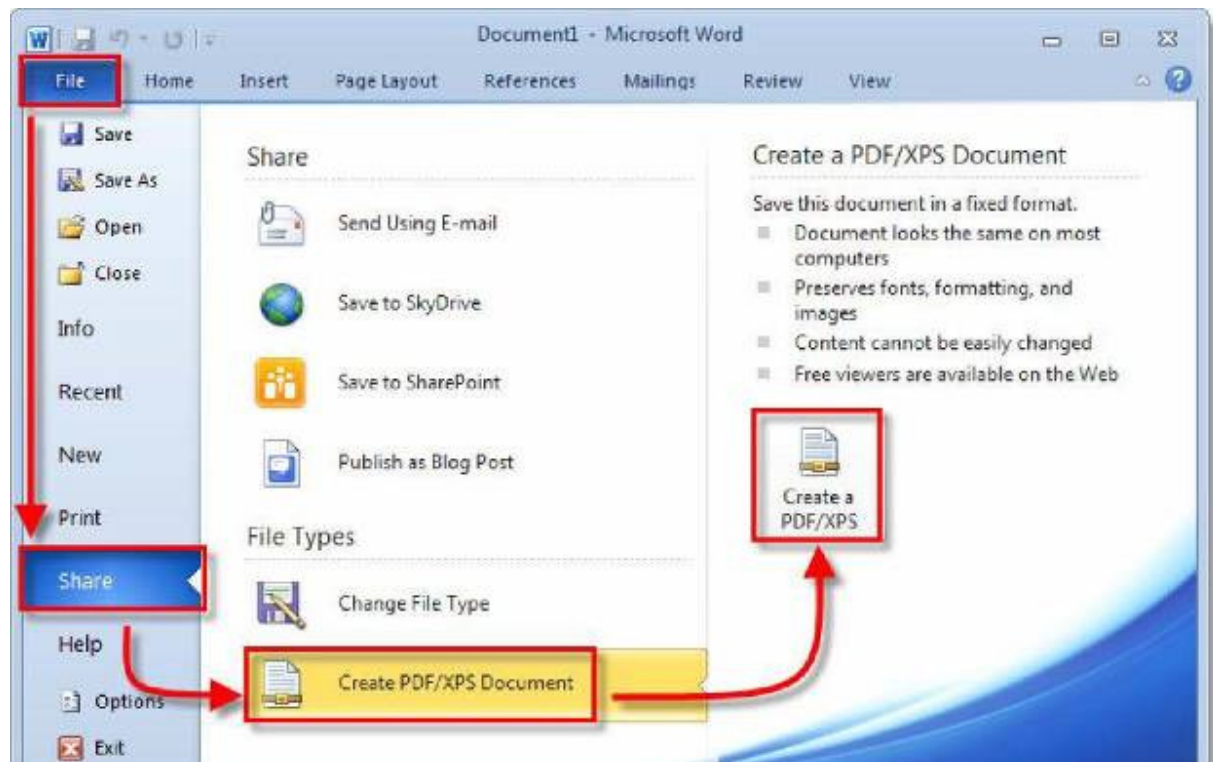 Document1 - Microsoft Word
File Home Insert Page Layout References Mailings Review View
Save
Save As
Open
Close
Info
Recent
New
Print
Share
Help
Options
Exit
Share
Send Using E-mail
Save to SkyDrive
Save to SharePoint
Publish as Blog Post
File Types
Change File Type
Create PDF/XPS Document
Create a PDF/XPS Document
Save this document in a fixed format.
Document looks the same on most
computers
Preserves fonts, formatting, and
images
Content cannot be easily changed
Free viewers are available on the Web
Create a
PDF/XPS